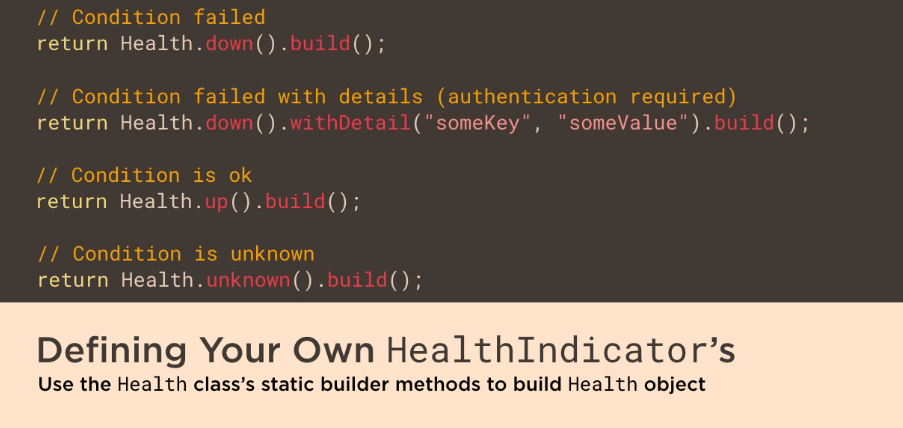 // Condition failed
return Health.down().build();
// Condition failed with details (authentication required)
return Health.down().withDetail("someKey", "someValue").build();
// Condition is ok
return Health.up().build();
// Condition is unknown
return Health.unknown().build();
Defining Your Own HealthIndicator's
Use the Health class's static builder methods to build Health object